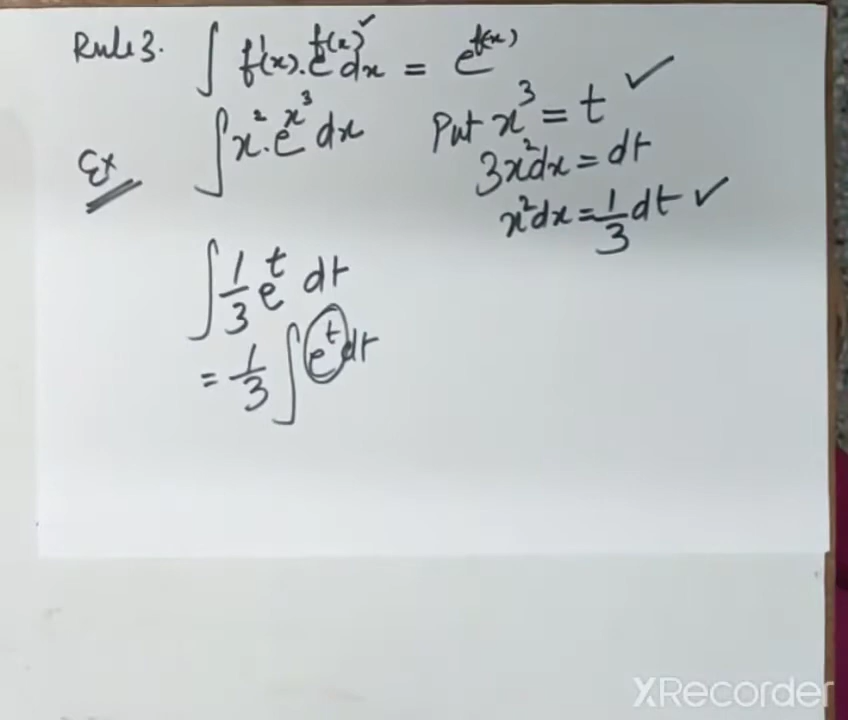 Rule 3. ∫ f'(x).e^f(x) dx = e^f(x)
Ex ∫x².e^x³ dx
Put x³ = t ✓
3x²dx = dt
x²dx = 1/3 dt ✓
∫ 1/3 e^t dt
= 1/3 ∫ e^t dt
XRecorder